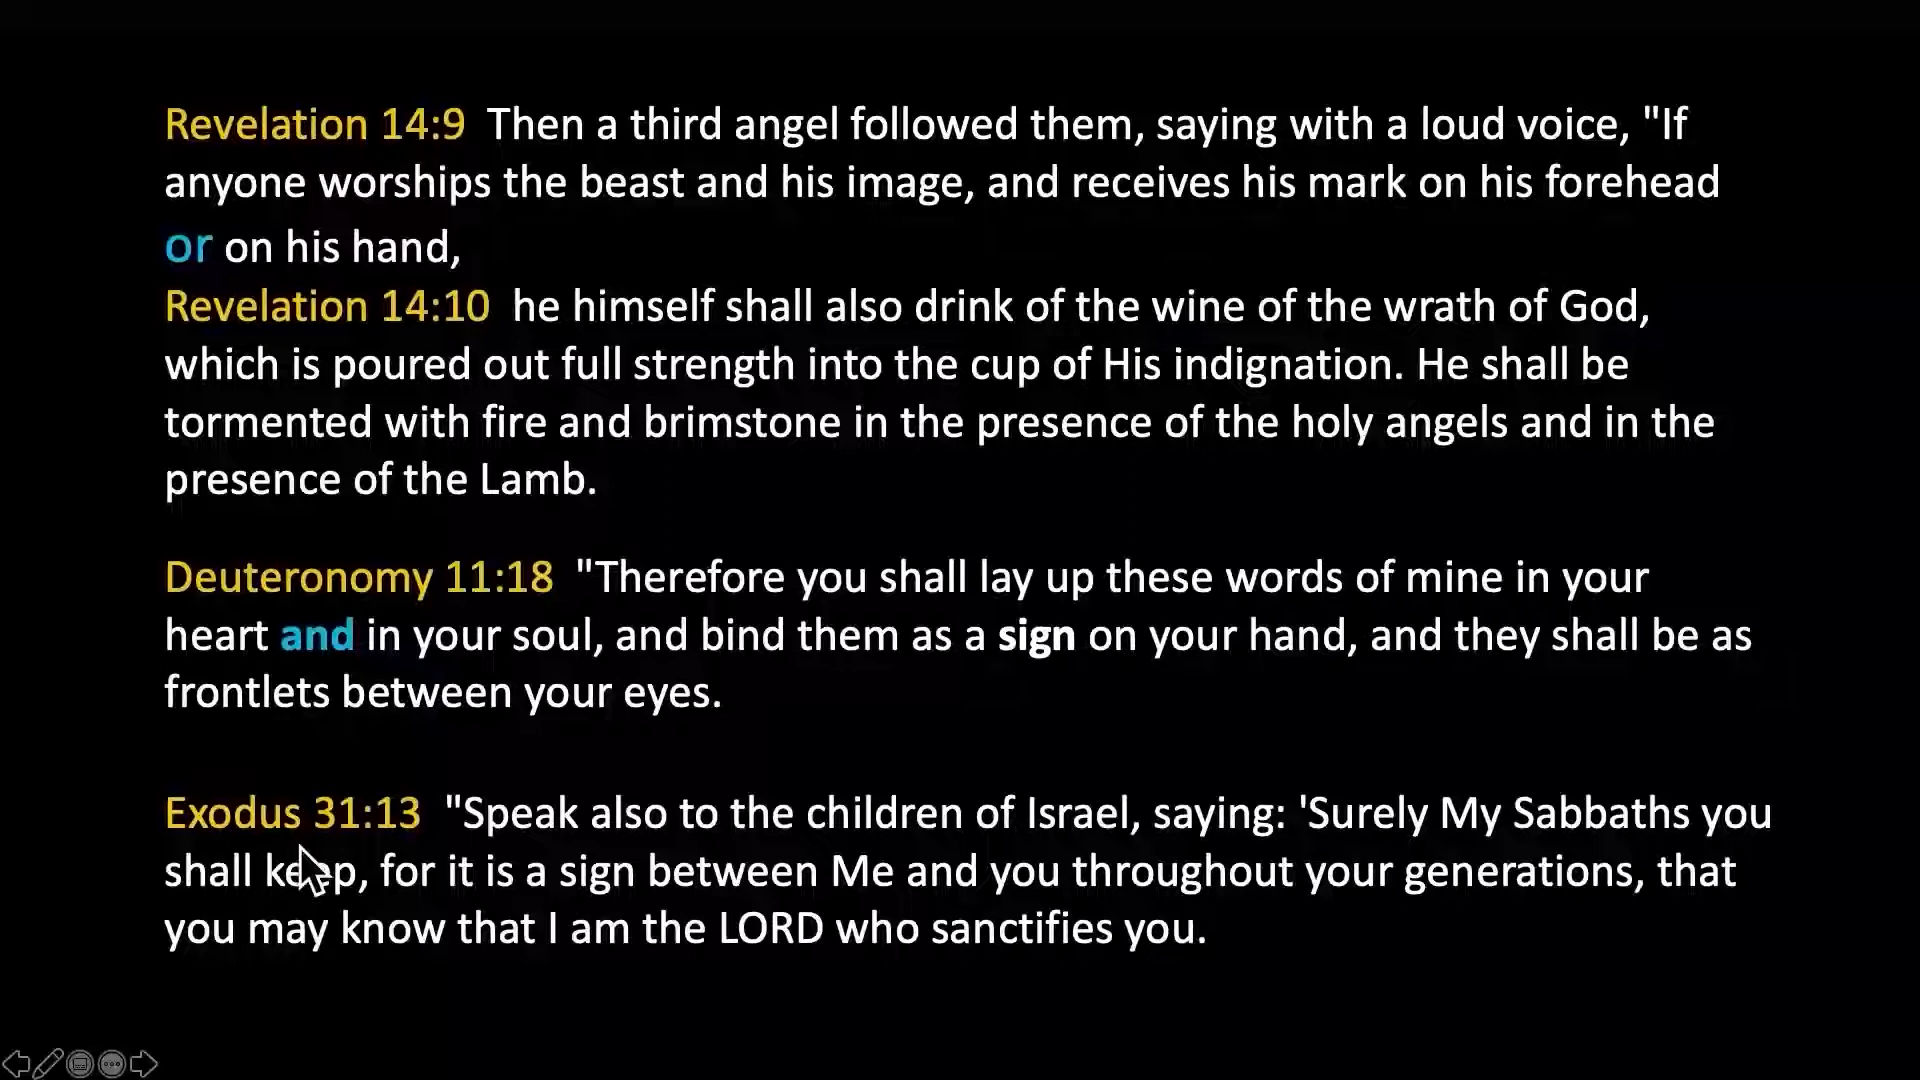 Revelation 14:9  Then a third angel followed them, saying with a loud voice, "If
anyone worships the beast and his image, and receives his mark on his forehead
or on his hand,
Revelation 14:10  he himself shall also drink of the wine of the wrath of God,
which is poured out full strength into the cup of His indignation. He shall be
tormented with fire and brimstone in the presence of the holy angels and in the
presence of the Lamb.
Deuteronomy 11:18  "Therefore you shall lay up these words of mine in your
heart and in your soul, and bind them as a sign on your hand, and they shall be as
frontlets between your eyes.
Exodus 31:13  "Speak also to the children of Israel, saying: 'Surely My Sabbaths you
shall keep, for it is a sign between Me and you throughout your generations, that
you may know that I am the LORD who sanctifies you.